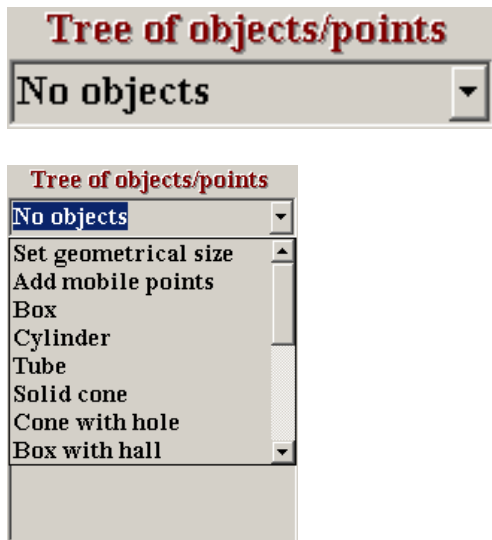 Tree of objects/points
No objects
Tree of objects/points
No objects
Set geometrical size
Add mobile points
Box
Cylinder
Tube
Solid cone
Cone with hole
Box with hall